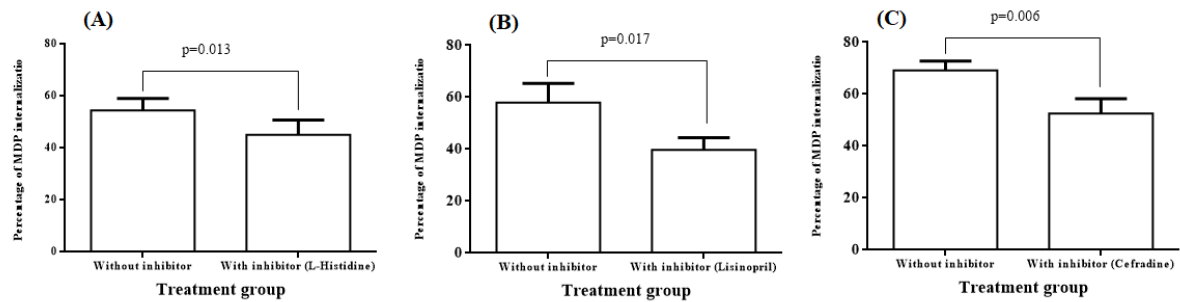 (A)
p=0.013
Percentage of MDP internalizatio
80
60
40
20
0
Without inhibitor
With inhibitor (L-Histidine)
Treatment group
(B)
p=0.017
Percentage of MDP internalizatio
80
60
40
20
0
Without inhibitor
With inhibitor (Lisinopril)
Treatment group
(C)
p=0.006
Percentage of MDP internalizatio
80
60
40
20
0
Without inhibitor
With inhibitor (Cefradine)
Treatment group